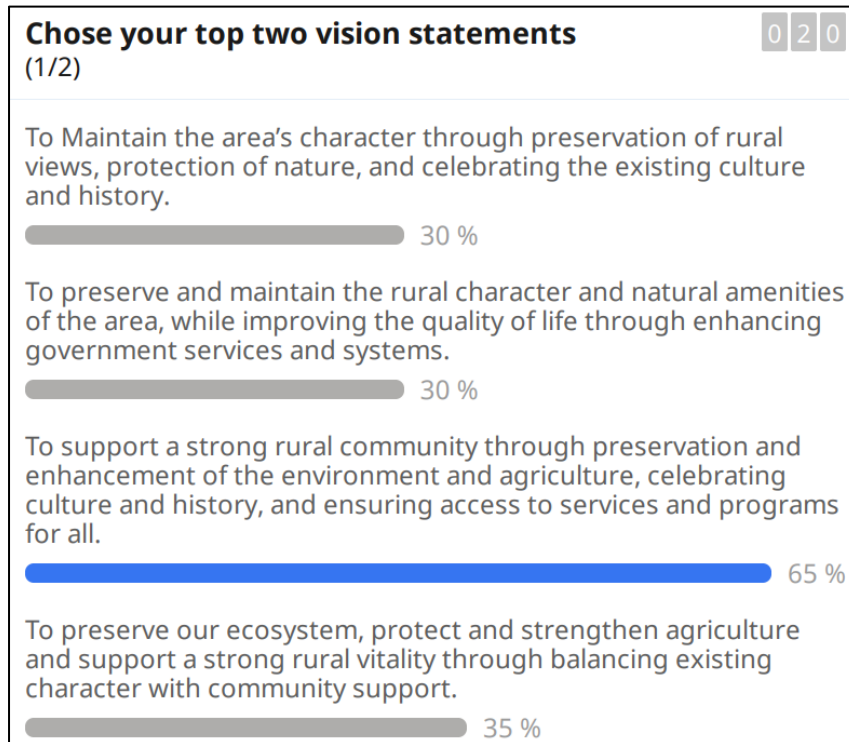 Chose your top two vision statements
020
(1/2)
To Maintain the area’s character through preservation of rural
views, protection of nature, and celebrating the existing culture
and history.
30 %
To preserve and maintain the rural character and natural amenities
of the area, while improving the quality of life through enhancing
government services and systems.
30 %
To support a strong rural community through preservation and
enhancement of the environment and agriculture, celebrating
culture and history, and ensuring access to services and programs
for all.
65 %
To preserve our ecosystem, protect and strengthen agriculture
and support a strong rural vitality through balancing existing
character with community support.
35 %